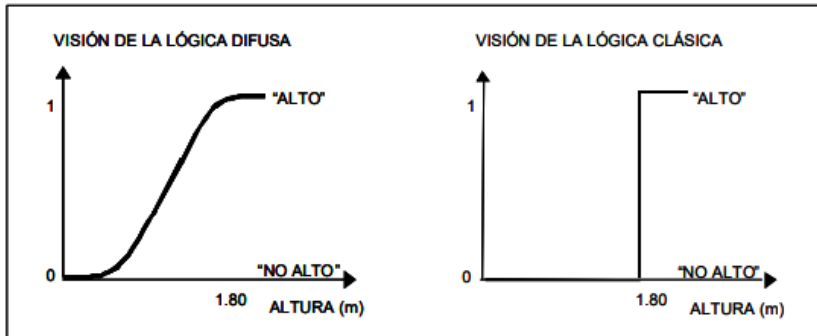 VISIÓN DE LA LÓGICA DIFUSA
1
"ALTO"
0
"NO ALTO"
1.80
ALTURA (m)
VISIÓN DE LA LÓGICA CLÁSICA
1
"ALTO"
0
"NO ALTO"
1.80
ALTURA (m)